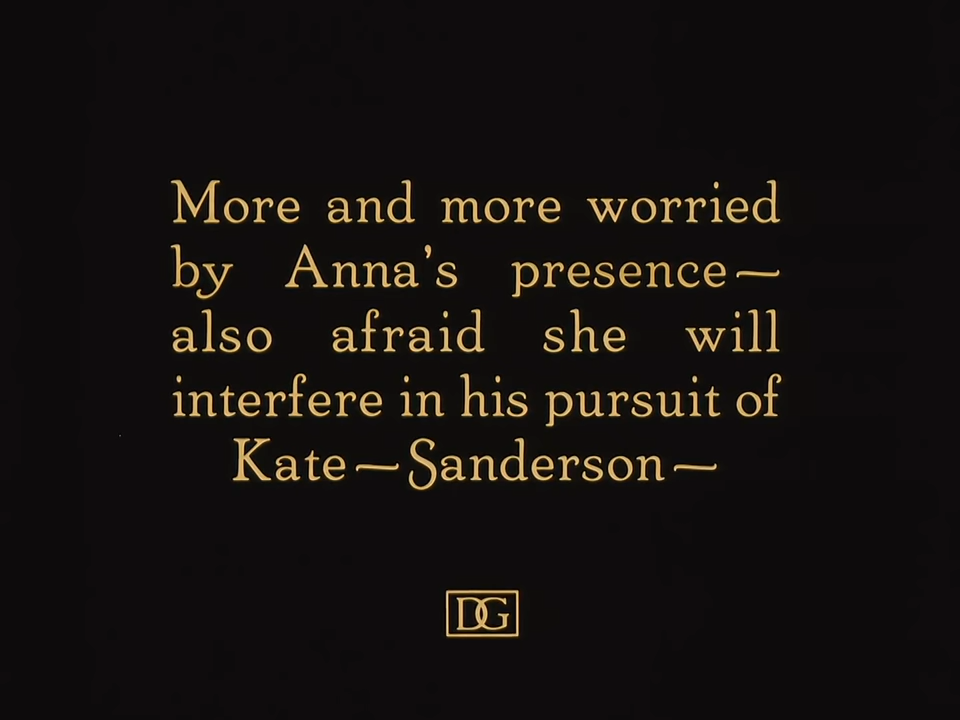 More and more worried
by Anna's presence—
also afraid she will
interfere in his pursuit of
Kate—Sanderson—
DG